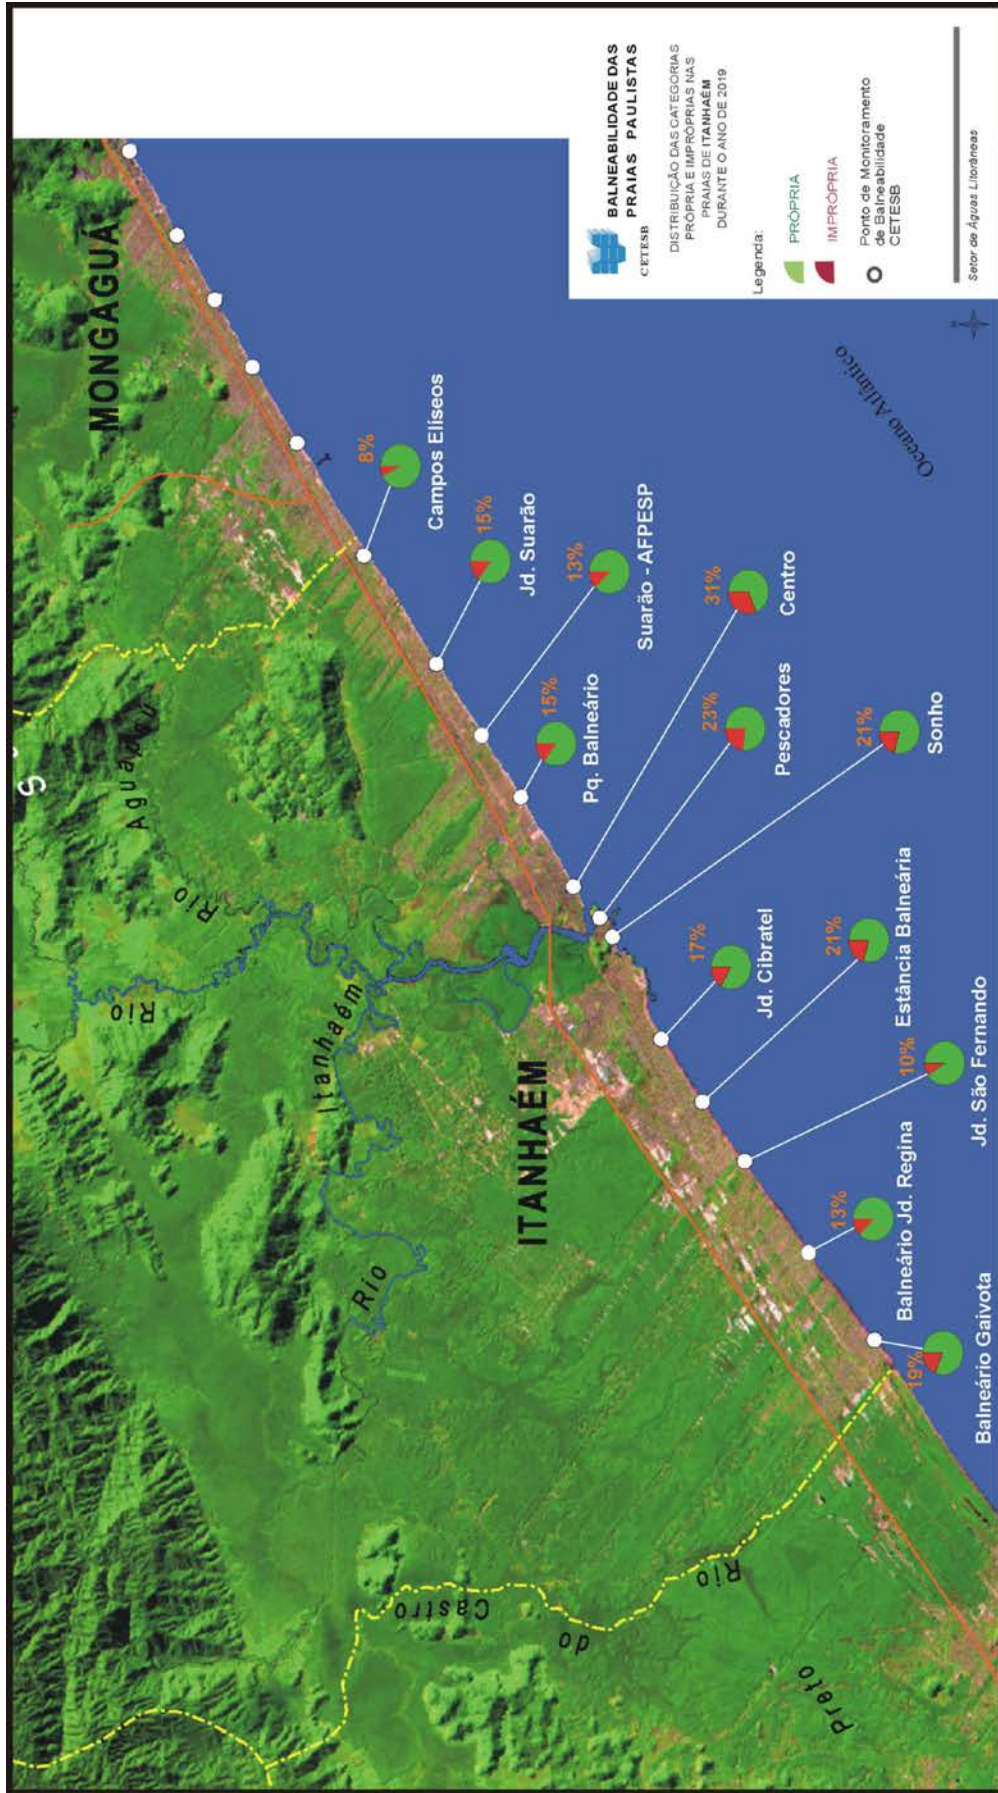 S
MONGAGUÁ
Rio
Aguapeú
Rio
Rio
Itanhaém
ITANHAÉM
Rio
Castro
do
Preto
8%
Campos Elíseos
15%
Jd. Suarão
13%
Suarão - AFPESP
15%
Pq. Balneário
31%
Centro
23%
Pescadores
21%
Sonho
17%
Jd. Cibratel
21%
Estância Balneária
10%
Jd. São Fernando
13%
Balneário Jd. Regina
19%
Balneário Gaivota
Oceano Atlântico
CETESB
BALNEABILIDADE DAS
PRAIAS PAULISTAS
DISTRIBUIÇÃO DAS CATEGORIAS
PRÓPRIA E IMPRÓPRIAS NAS
PRAIAS DE ITANHAÉM
DURANTE O ANO DE 2019
Legenda:
PRÓPRIA
IMPRÓPRIA
Ponto de Monitoramento
de Balneabilidade
CETESB
Setor de Águas Litorâneas